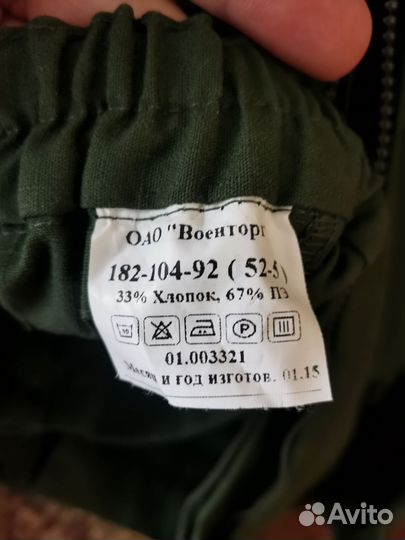 ОАО "Военторг
182-104-92 ( 52-5
33% Хлопок, 67% ПЭ
P
01.003321
Месяц и год изготов. 01.15
Avito